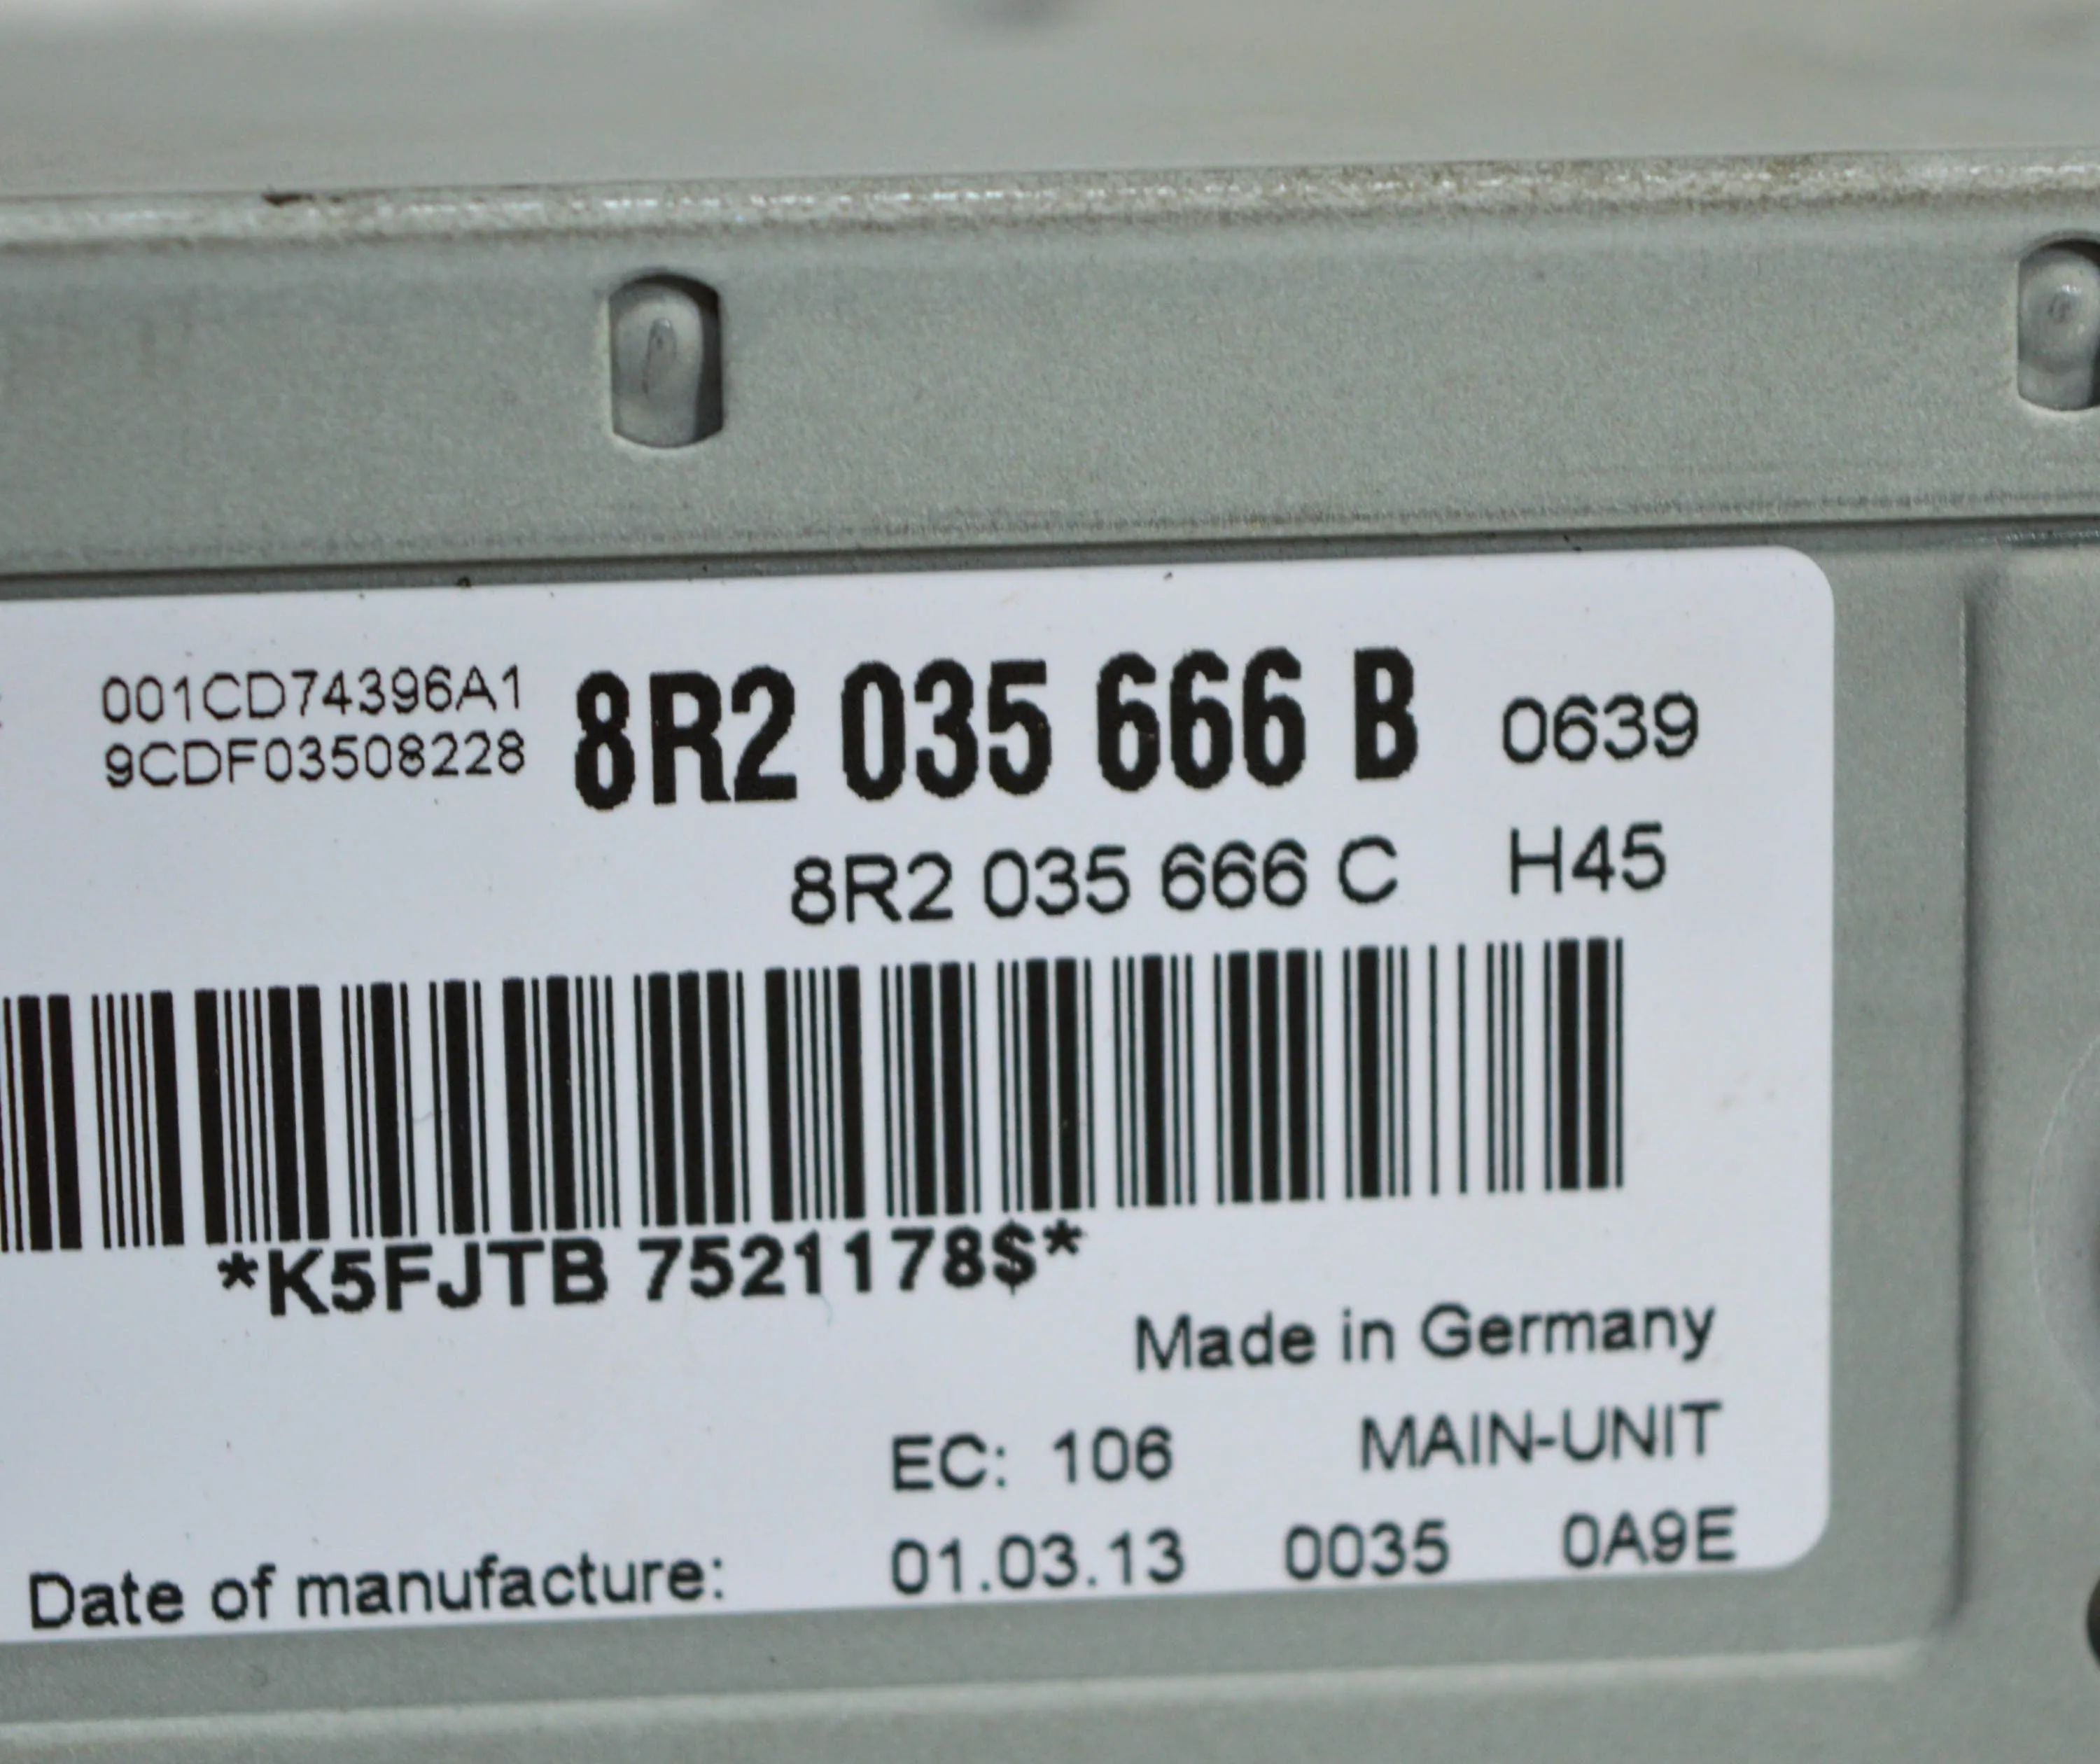 001CD74396A1 8R2 035 666 B 0639
9CDF03508228
8R2 035 666 C H45
*K5FJTB 7521178$*
Made in Germany
EC: 106 MAIN-UNIT
Date of manufacture: 01.03.13 0035 0A9E